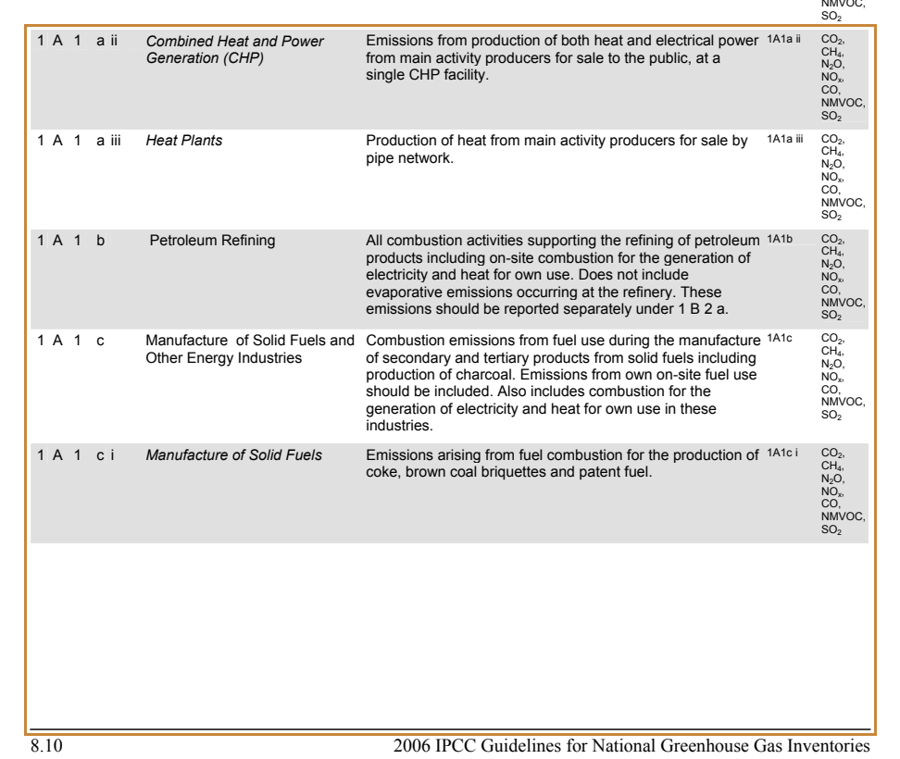 NMVOC,
SO₂
1 A 1 a ii Combined Heat and Power Emissions from production of both heat and electrical power 1A1a ii CO₂,
Generation (CHP) from main activity producers for sale to the public, at a CH₄,
single CHP facility. N₂O,
NOₓ,
CO,
NMVOC,
SO₂
1 A 1 a iii Heat Plants Production of heat from main activity producers for sale by 1A1a iii CO₂,
pipe network. CH₄,
N₂O,
NOₓ,
CO,
NMVOC,
SO₂
1 A 1 b Petroleum Refining All combustion activities supporting the refining of petroleum 1A1b CO₂,
products including on-site combustion for the generation of CH₄,
electricity and heat for own use. Does not include N₂O,
evaporative emissions occurring at the refinery. These NOₓ,
emissions should be reported separately under 1 B 2 a. CO,
NMVOC,
SO₂
1 A 1 c Manufacture of Solid Fuels and Combustion emissions from fuel use during the manufacture 1A1c CO₂,
Other Energy Industries of secondary and tertiary products from solid fuels including CH₄,
production of charcoal. Emissions from own on-site fuel use N₂O,
should be included. Also includes combustion for the NOₓ,
generation of electricity and heat for own use in these CO,
industries. NMVOC,
SO₂
1 A 1 c i Manufacture of Solid Fuels Emissions arising from fuel combustion for the production of 1A1c i CO₂,
coke, brown coal briquettes and patent fuel. CH₄,
N₂O,
NOₓ,
CO,
NMVOC,
SO₂
8.10 2006 IPCC Guidelines for National Greenhouse Gas Inventories